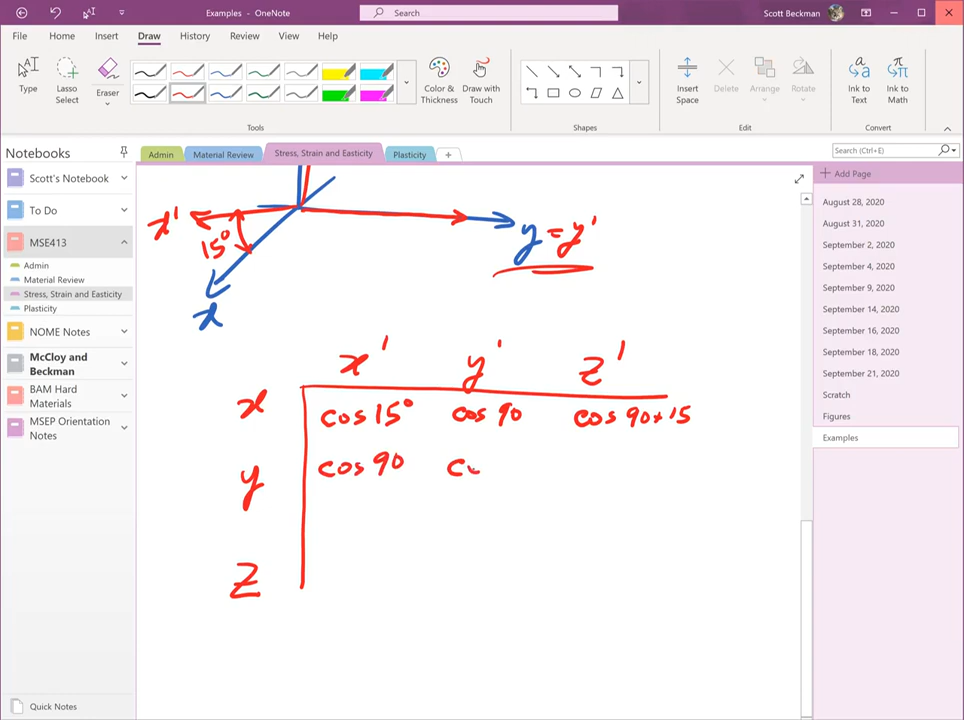 Examples - OneNote
Search
Scott Beckman
File Home Insert Draw History Review View Help
Type
Lasso Select
Eraser
Color & Thickness
Draw with Touch
Insert Space
Delete
Arrange
Rotate
Ink to Text
Ink to Math
Tools
Shapes
Edit
Convert
Notebooks
Admin Material Review Stress, Strain and Easticity Plasticity +
Search (Ctrl+E)
Scott's Notebook
To Do
MSE413
Admin
Material Review
Stress, Strain and Easticity
Plasticity
NOME Notes
McCloy and Beckman
BAM Hard Materials
MSEP Orientation Notes
Quick Notes
x'
15°
y = y'
x
x' y' z'
x cos 15° cos 90 cos 90+15
y cos 90 co
z
Add Page
August 28, 2020
August 31, 2020
September 2, 2020
September 4, 2020
September 9, 2020
September 14, 2020
September 16, 2020
September 18, 2020
September 21, 2020
Scratch
Figures
Examples